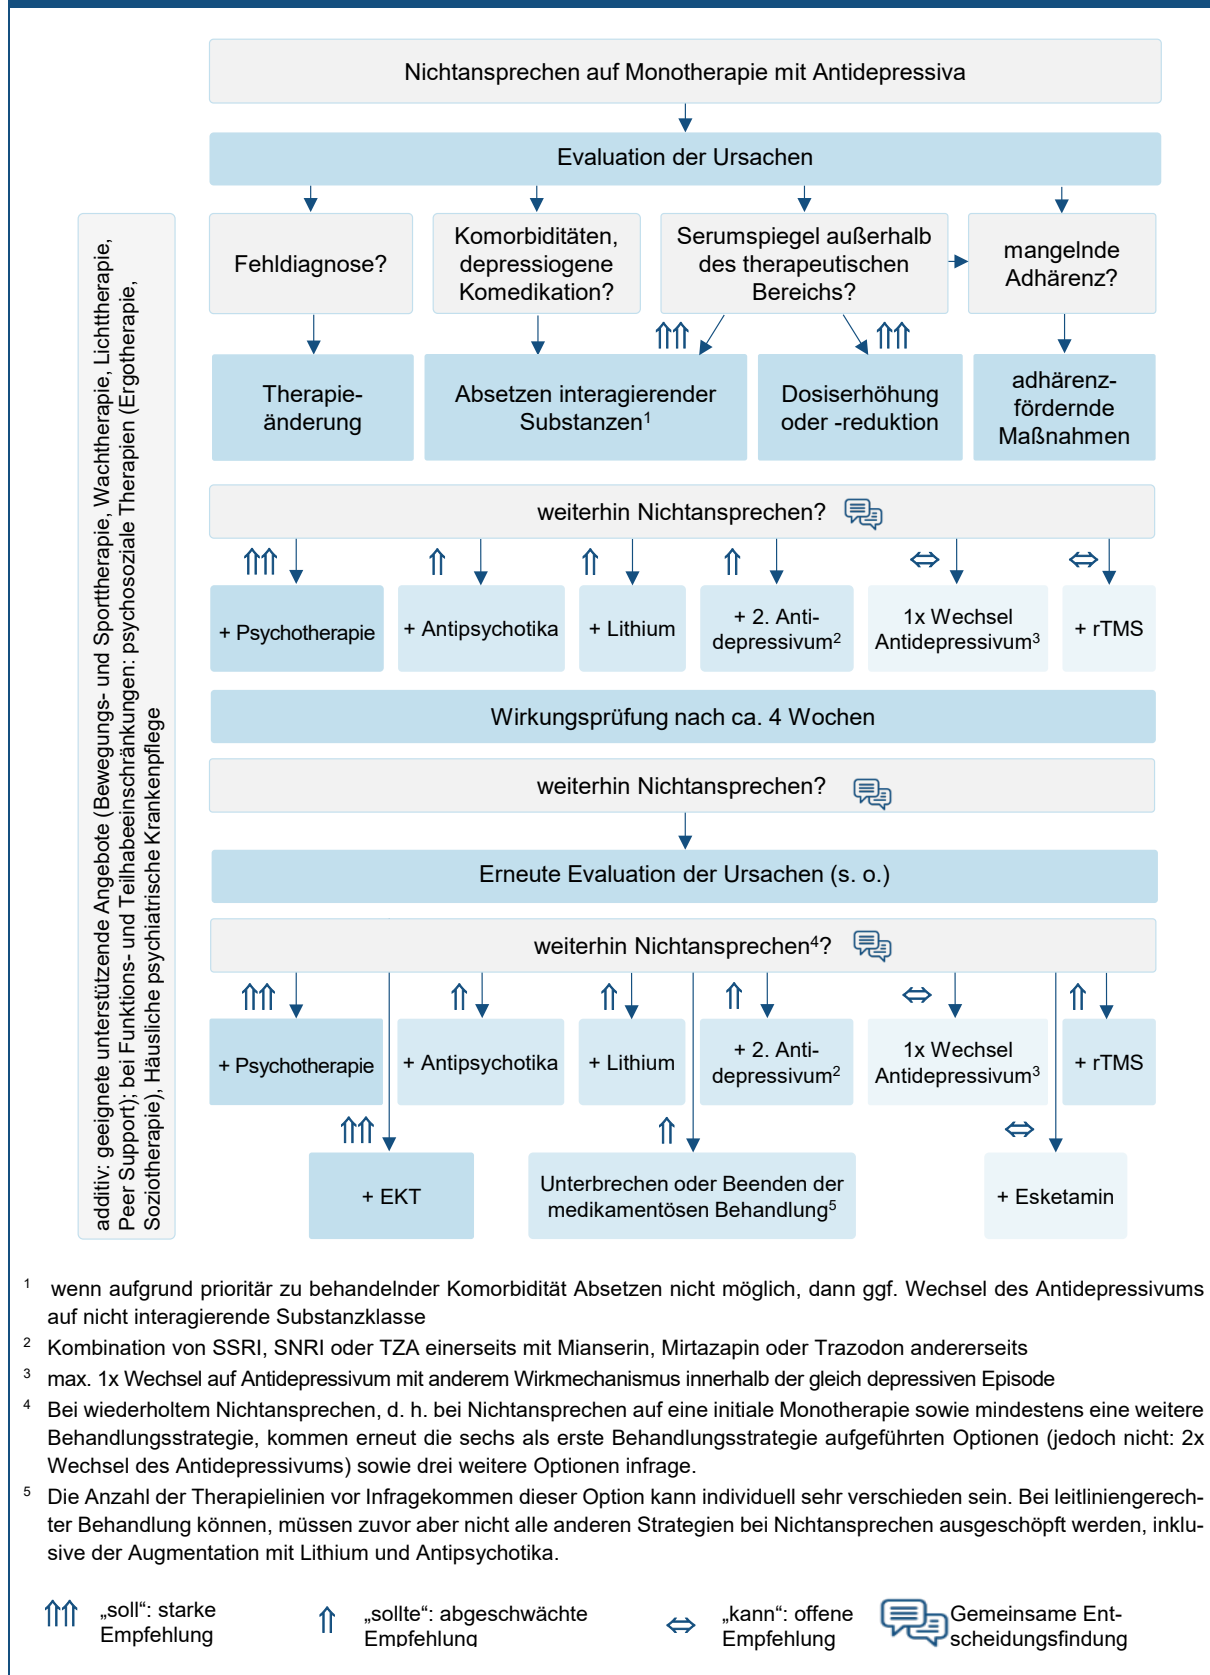 Nichtansprechen auf Monotherapie mit Antidepressiva
Evaluation der Ursachen
Fehldiagnose?
Komorbiditäten,
depressiogene
Komedikation?
Serumspiegel außerhalb
des therapeutischen
Bereichs?
mangelnde
Adhärenz?
⇑⇑
⇑⇑
Therapie-
änderung
Absetzen interagierender
Substanzen¹
Dosiserhöhung
oder -reduktion
adhärenz-
fördernde
Maßnahmen
weiterhin Nichtansprechen?
⇑⇑
⇑
⇑
⇑
⇔
⇔
+ Psychotherapie
+ Antipsychotika
+ Lithium
+ 2. Anti-
depressivum²
1x Wechsel
Antidepressivum³
+ rTMS
Wirkungsprüfung nach ca. 4 Wochen
weiterhin Nichtansprechen?
Erneute Evaluation der Ursachen (s. o.)
weiterhin Nichtansprechen⁴?
⇑⇑
⇑
⇑
⇑
⇔
⇑
+ Psychotherapie
+ Antipsychotika
+ Lithium
+ 2. Anti-
depressivum²
1x Wechsel
Antidepressivum³
+ rTMS
⇑⇑
⇑
⇔
+ EKT
Unterbrechen oder Beenden der
medikamentösen Behandlung⁵
+ Esketamin
additiv: geeignete unterstützende Angebote (Bewegungs- und Sporttherapie, Wachtherapie, Lichttherapie,
Peer Support); bei Funktions- und Teilhabeeinschränkungen: psychosoziale Therapien (Ergotherapie,
Soziotherapie), Häusliche psychiatrische Krankenpflege
¹ wenn aufgrund prioritär zu behandelnder Komorbidität Absetzen nicht möglich, dann ggf. Wechsel des Antidepressivums
auf nicht interagierende Substanzklasse
² Kombination von SSRI, SNRI oder TZA einerseits mit Mianserin, Mirtazapin oder Trazodon andererseits
³ max. 1x Wechsel auf Antidepressivum mit anderem Wirkmechanismus innerhalb der gleich depressiven Episode
⁴ Bei wiederholtem Nichtansprechen, d. h. bei Nichtansprechen auf eine initiale Monotherapie sowie mindestens eine weitere
Behandlungsstrategie, kommen erneut die sechs als erste Behandlungsstrategie aufgeführten Optionen (jedoch nicht: 2x
Wechsel des Antidepressivums) sowie drei weitere Optionen infrage.
⁵ Die Anzahl der Therapielinien vor Infragekommen dieser Option kann individuell sehr verschieden sein. Bei leitliniengerech-
ter Behandlung können, müssen zuvor aber nicht alle anderen Strategien bei Nichtansprechen ausgeschöpft werden, inklu-
sive der Augmentation mit Lithium und Antipsychotika.
⇑⇑ „soll“: starke
Empfehlung
⇑ „sollte“: abgeschwächte
Empfehlung
⇔ „kann“: offene
Empfehlung
Gemeinsame Ent-
scheidungsfindung